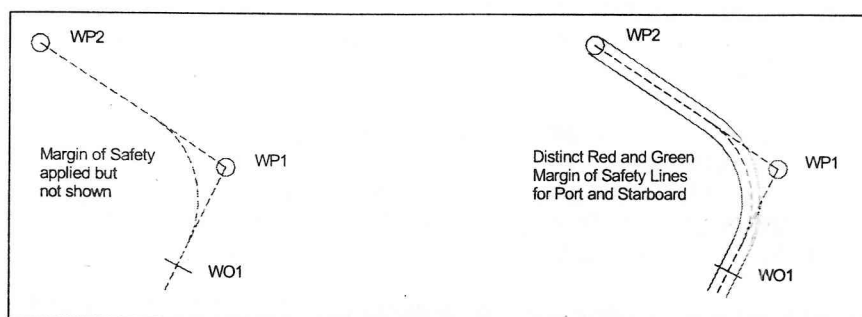 WP2
WP1
Margin of Safety
applied but
not shown
WO1
WP2
WP1
Distinct Red and Green
Margin of Safety Lines
for Port and Starboard
WO1